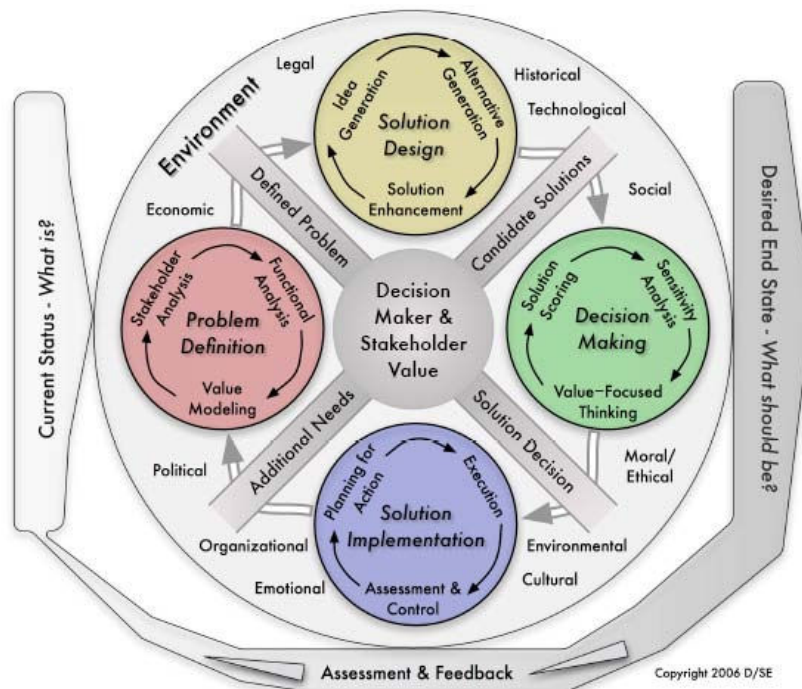 Environment
Legal
Historical
Technological
Economic
Social
Political
Moral/
Ethical
Organizational
Environmental
Emotional
Cultural
Idea
Generation
Alternative
Generation
Solution
Design
Solution
Enhancement
Defined Problem
Candidate Solutions
Stakeholder
Analysis
Functional
Analysis
Problem
Definition
Value
Modeling
Decision
Maker &
Stakeholder
Value
Solution
Scoring
Sensitivity
Analysis
Decision
Making
Value-Focused
Thinking
Additional Needs
Solution Decision
Planning for
Action
Execution
Solution
Implementation
Assessment &
Control
Current Status - What is?
Desired End State - What should be?
Assessment & Feedback
Copyright 2006 D/SE